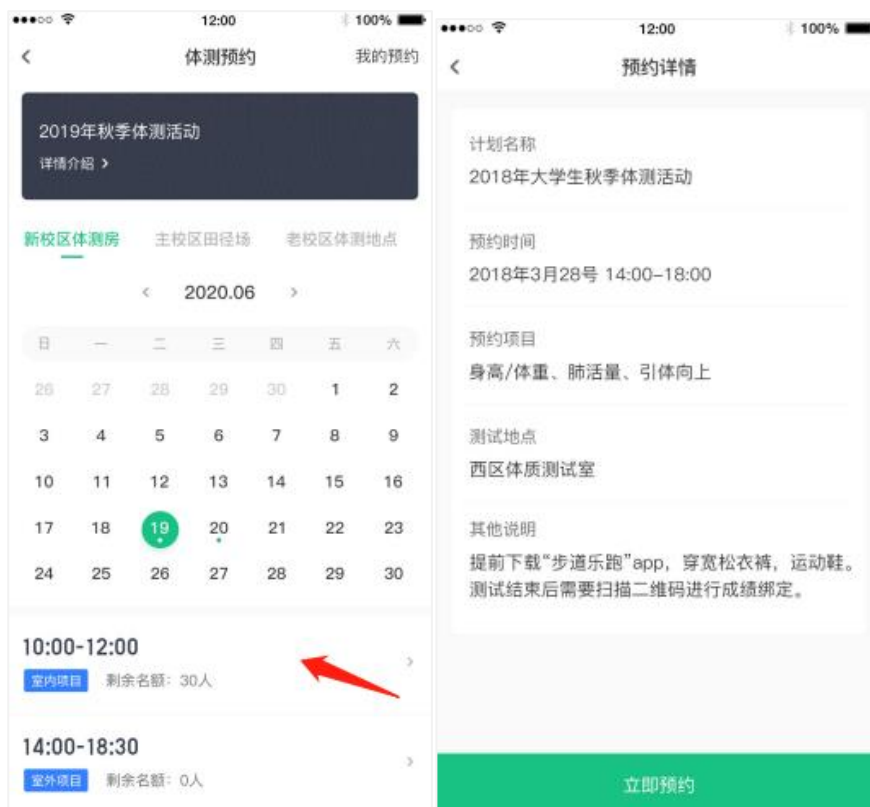 12:00
100%
体测预约
我的预约
2019年秋季体测活动
详情介绍
新校区体测房 主校区田径场 老校区体测地点
2020.06
日 一 二 三 四 五 六
26 27 28 29 30 1 2
3 4 5 6 7 8 9
10 11 12 13 14 15 16
17 18 19 20 21 22 23
24 25 26 27 28 29 30
10:00-12:00
室内项目 剩余名额：30人
14:00-18:30
室外项目 剩余名额：0人
12:00
100%
预约详情
计划名称
2018年大学生秋季体测活动
预约时间
2018年3月28号 14:00-18:00
预约项目
身高/体重、肺活量、引体向上
测试地点
西区体质测试室
其他说明
提前下载“步道乐跑”app，穿宽松衣裤，运动鞋。
测试结束后需要扫描二维码进行成绩绑定。
立即预约